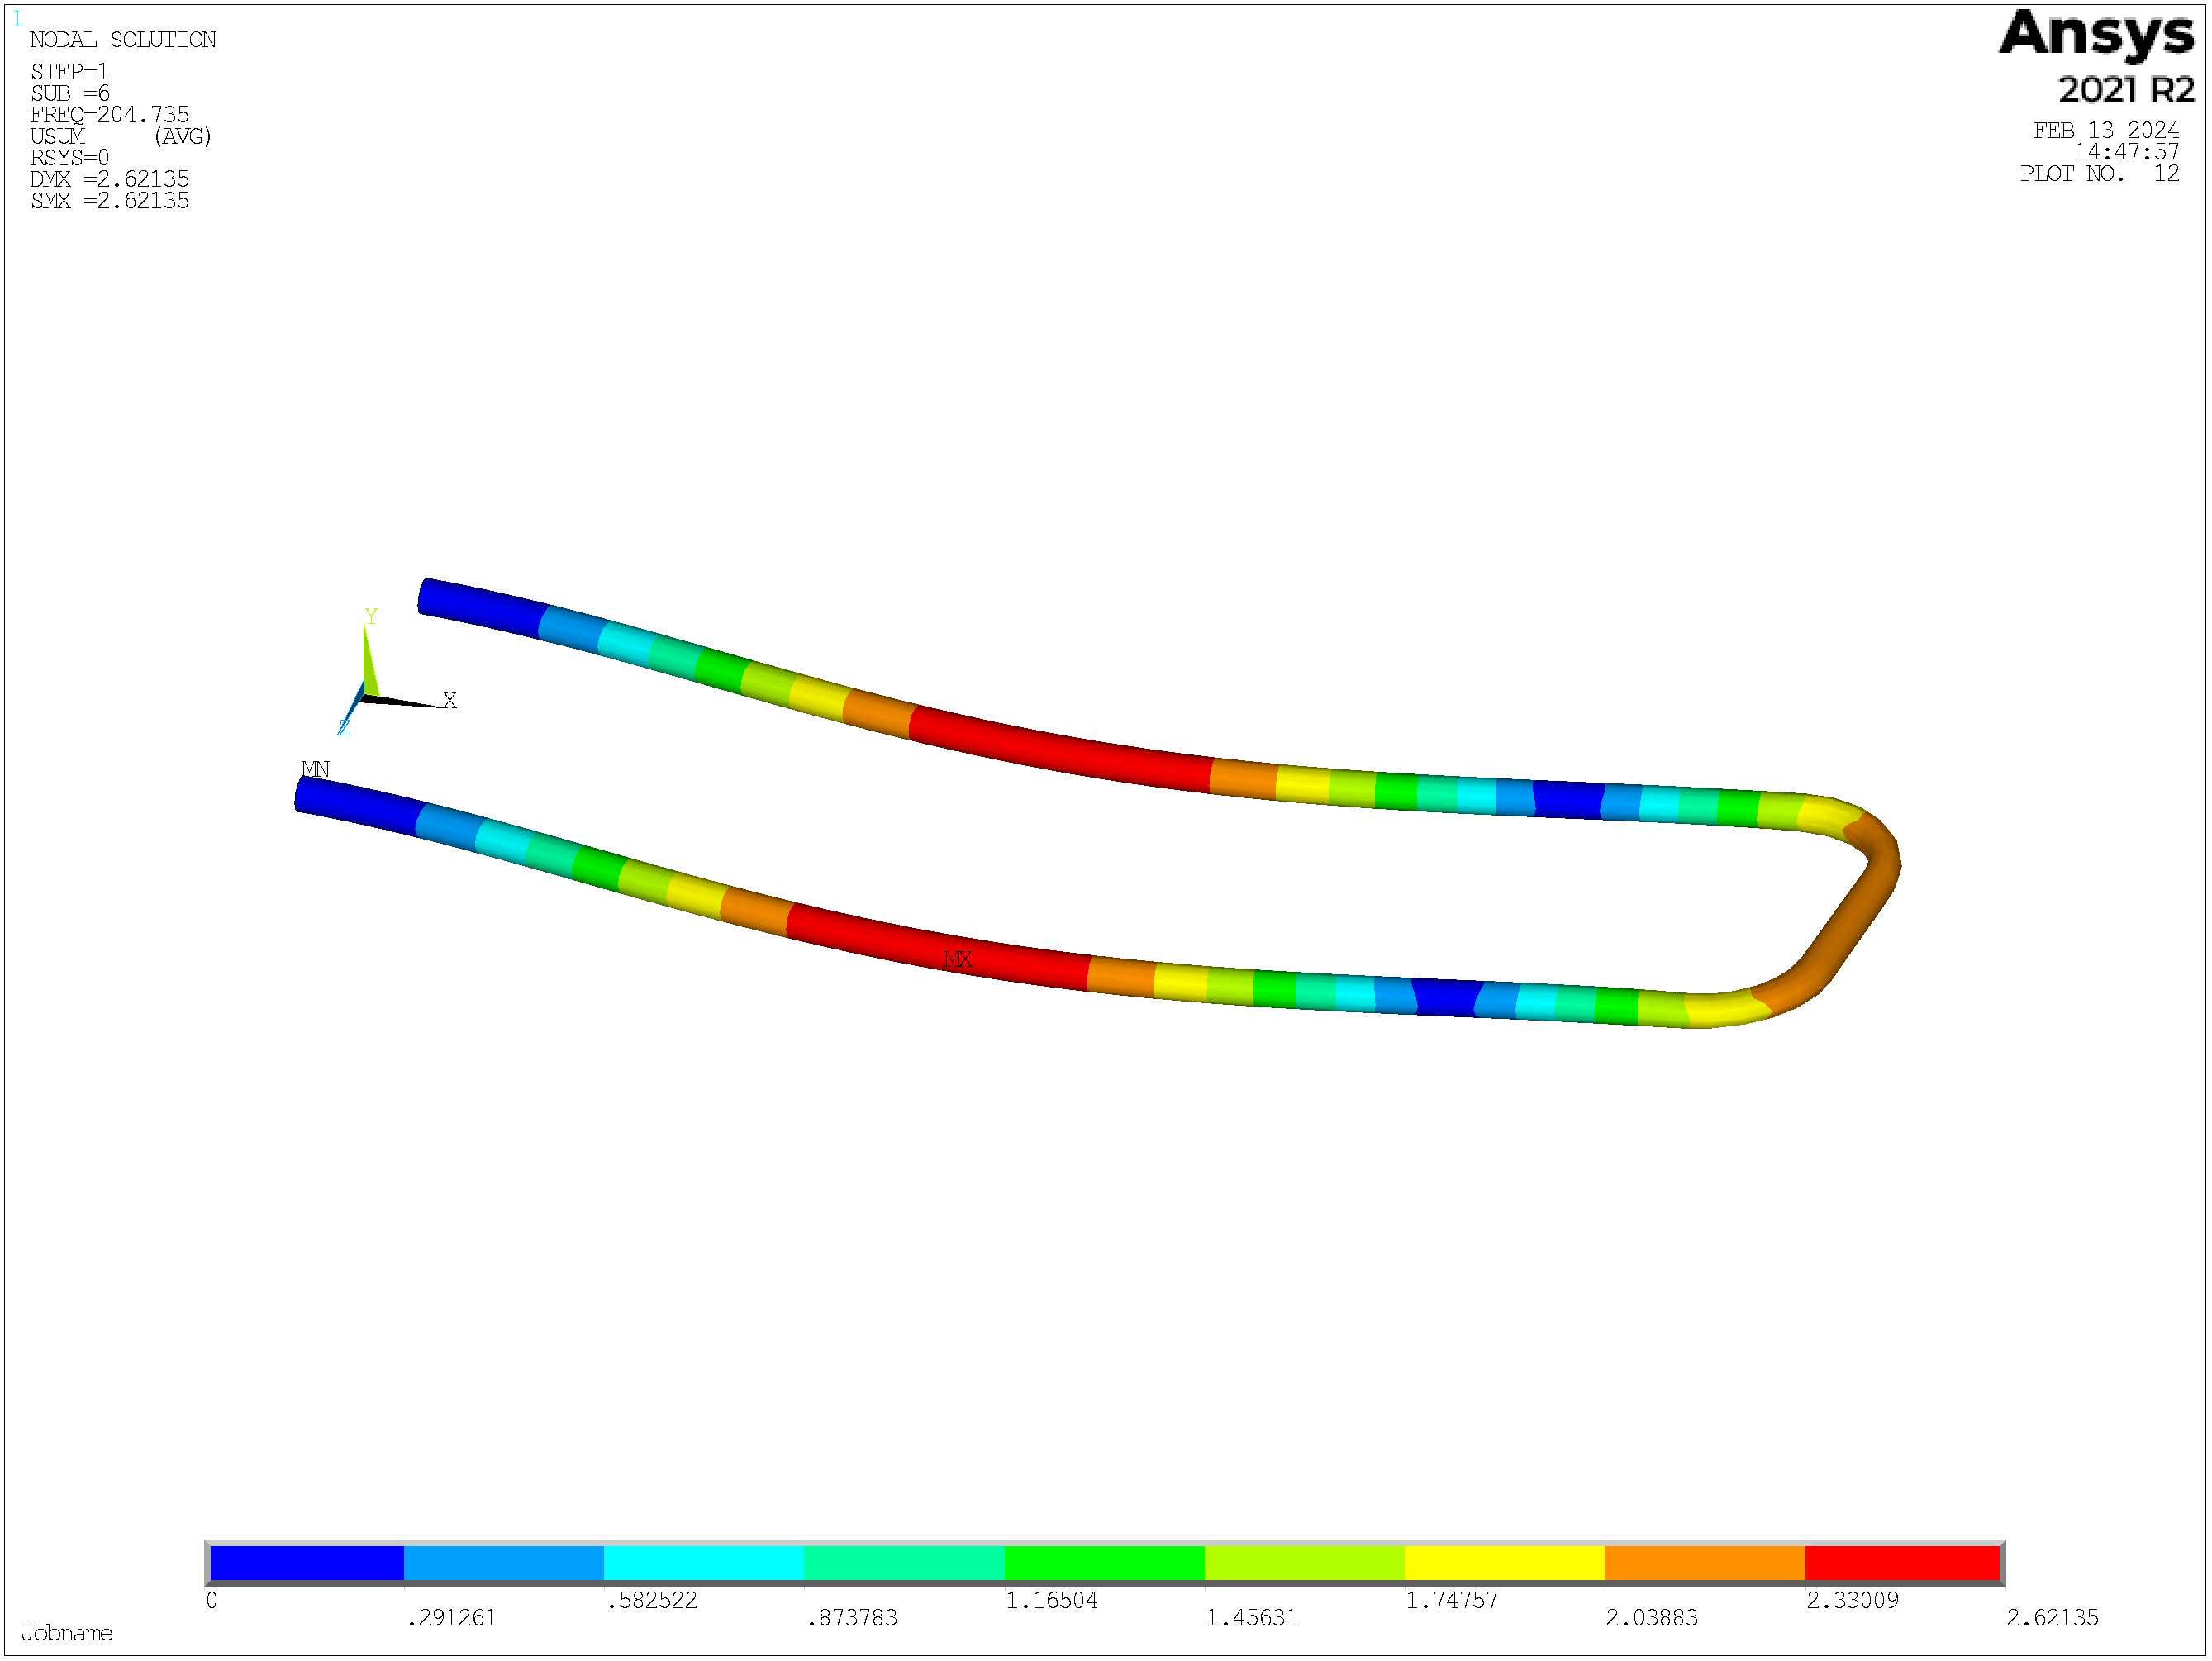 1
NODAL SOLUTION
STEP=1
SUB =6
FREQ=204.735
USUM (AVG)
RSYS=0
DMX =2.62135
SMX =2.62135
Ansys
2021 R2
FEB 13 2024
14:47:57
PLOT NO. 12
Y
X
Z
MN
MX
0 .582522 1.16504 1.74757 2.33009
.291261 .873783 1.45631 2.03883 2.62135
Jobname